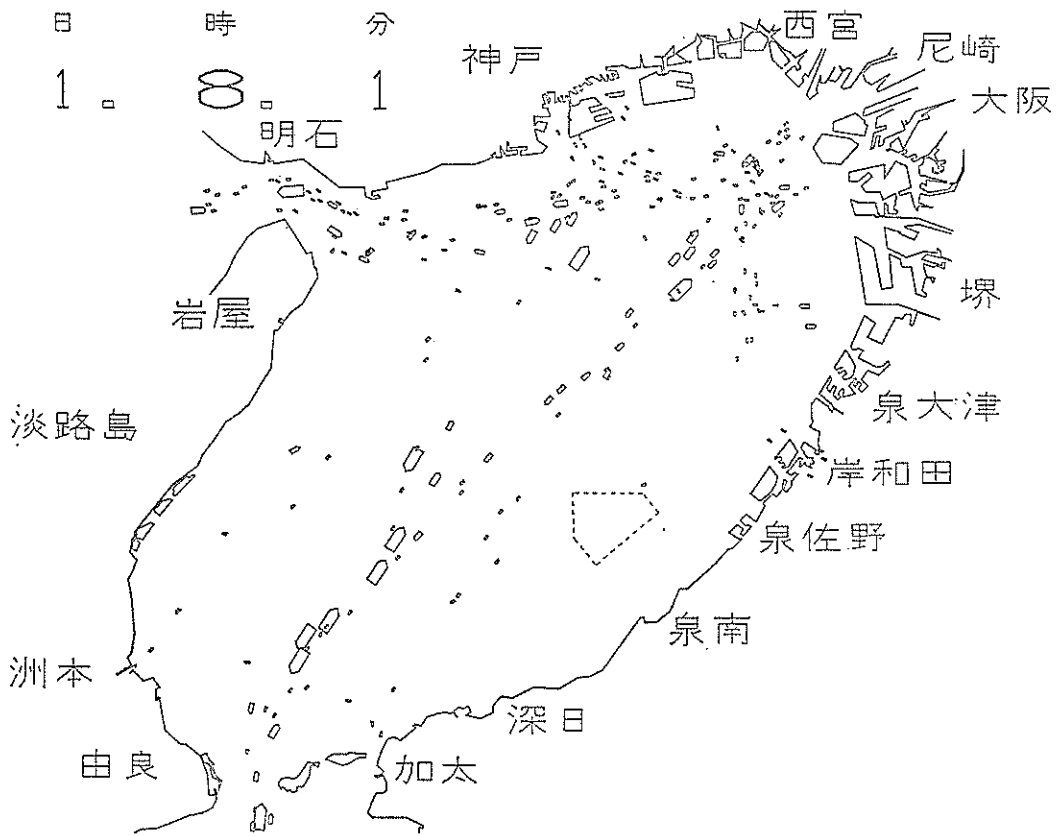 日 時 分
1. 8. 1
西宮
尼崎
神戸
大阪
明石
堺
岩屋
泉大津
淡路島
岸和田
泉佐野
泉南
洲本
深日
由良
加太